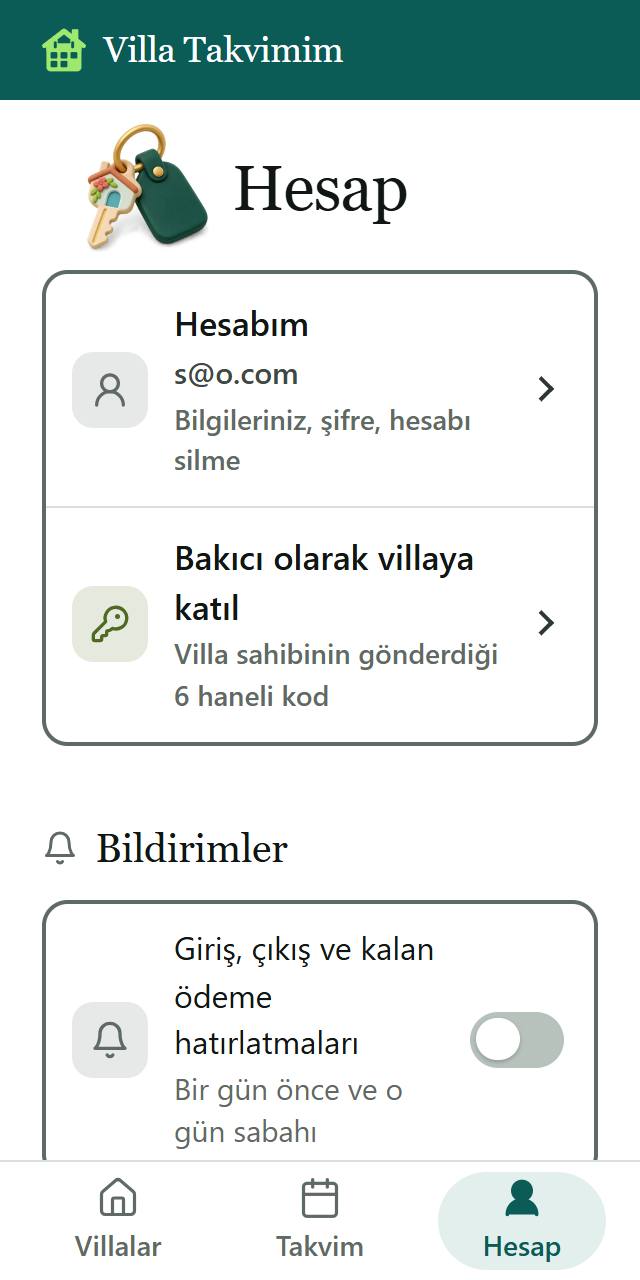 Villa Takvimim
Hesap
Hesabım
s@o.com
Bilgileriniz, şifre, hesabı
silme
Bakıcı olarak villaya
katıl
Villa sahibinin gönderdiği
6 haneli kod
Bildirimler
Giriş, çıkış ve kalan
ödeme
hatırlatmaları
Bir gün önce ve o
gün sabahı
Villalar
Takvim
Hesap